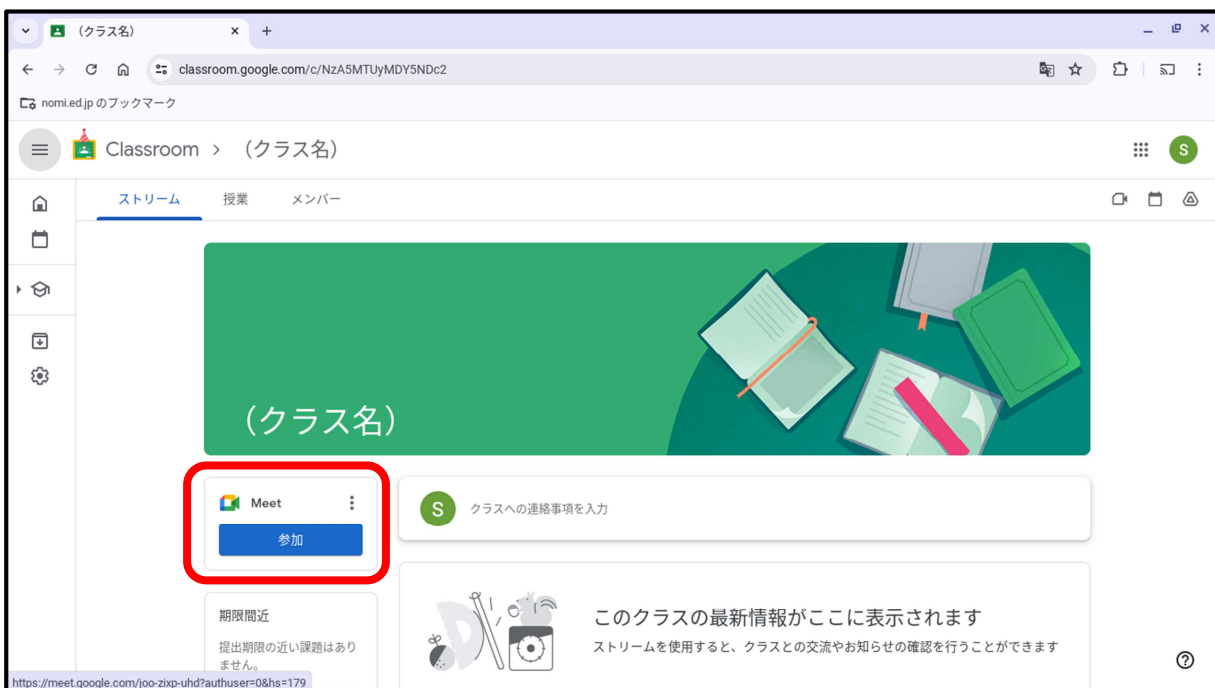 （クラス名）
classroom.google.com/c/NzA5MTUyMDY5NDc2
nomi.ed.jp のブックマーク
Classroom > （クラス名）
S
ストリーム 授業 メンバー
（クラス名）
Meet
参加
S クラスへの連絡事項を入力
期限間近
提出期限の近い課題はあり
ません。
このクラスの最新情報がここに表示されます
ストリームを使用すると、クラスとの交流やお知らせの確認を行うことができます
https://meet.google.com/joo-zixp-uhd?authuser=0&hs=179